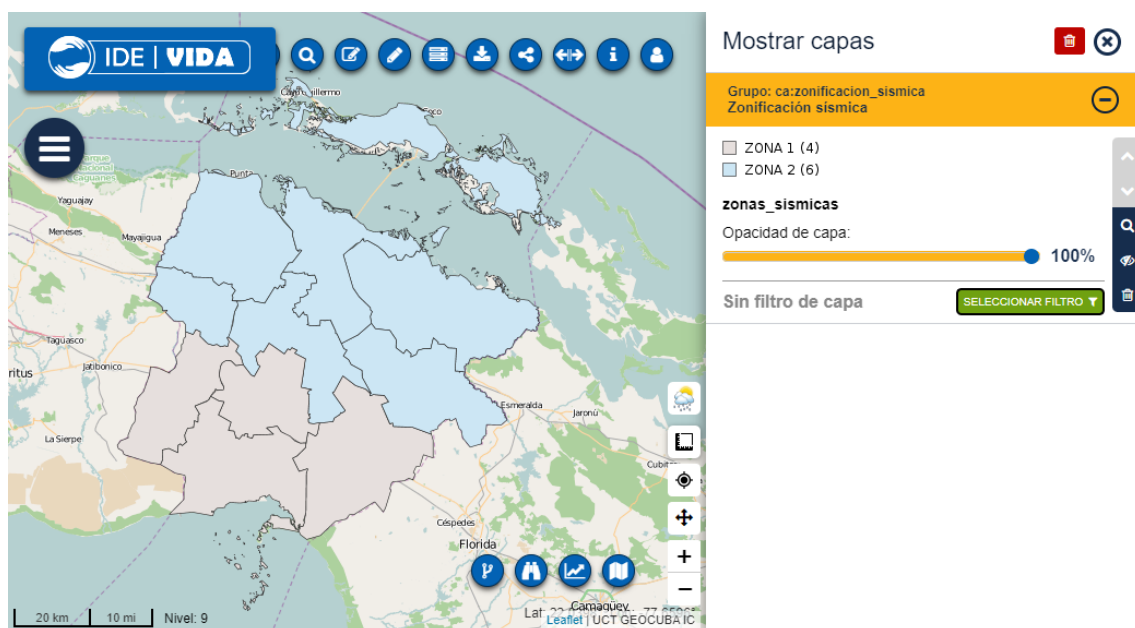 IDE | VIDA
Cayo Guillermo
Coco
Parque
Nacional
Caguanes
Punta
Yaguajay
Meneses
Mayajigua
Taguasco
Jatibonico
ritus
La Sierpe
Esmeralda
Jaronú
Céspedes
Florida
Camagüey
20 km
10 mi
Nivel: 9
Leaflet | UCT GEOCUBA IC
+
−
Mostrar capas
Grupo: ca:zonificacion_sismica
Zonificación sísmica
ZONA 1 (4)
ZONA 2 (6)
zonas_sismicas
Opacidad de capa:
100%
Sin filtro de capa
SELECCIONAR FILTRO